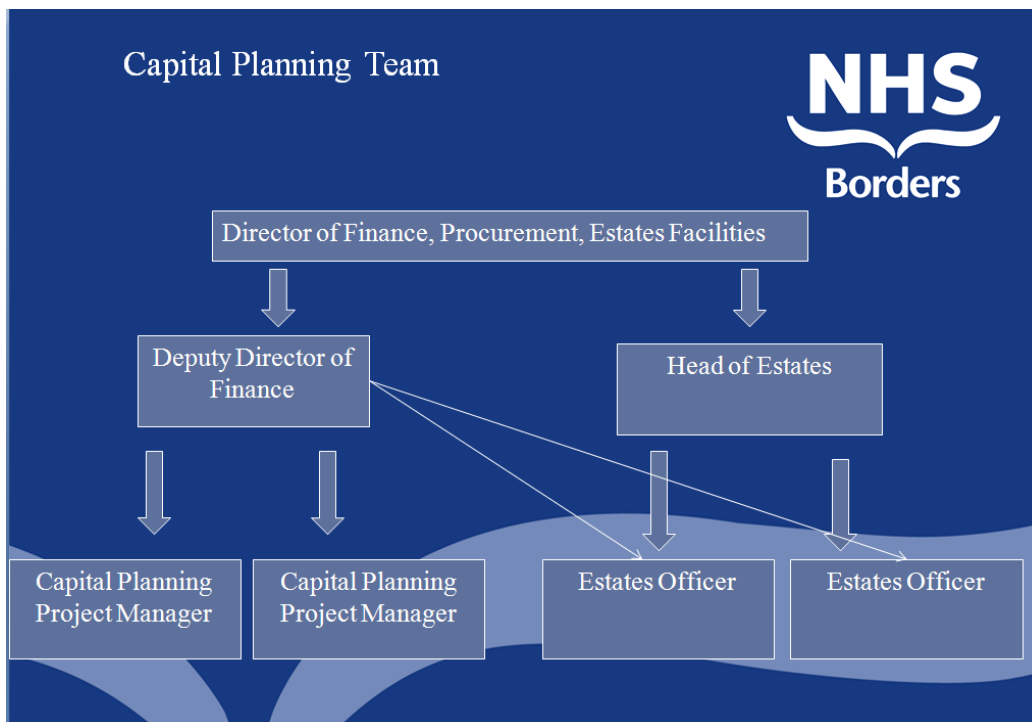 Capital Planning Team
NHS
Borders
Director of Finance, Procurement, Estates Facilities
Deputy Director of
Finance
Head of Estates
Capital Planning
Project Manager
Capital Planning
Project Manager
Estates Officer
Estates Officer